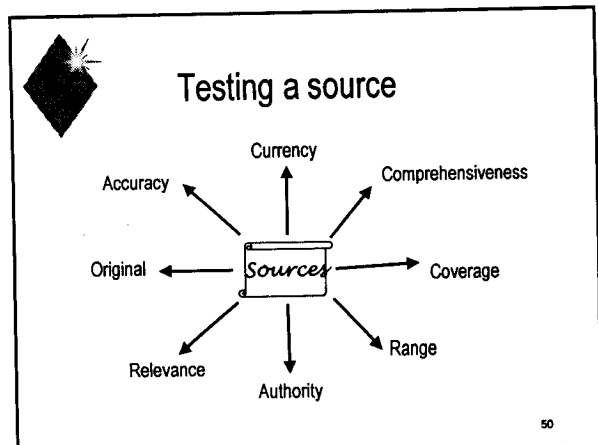 Testing a source
Currency
Accuracy
Comprehensiveness
Original
Sources
Coverage
Relevance
Range
Authority
50